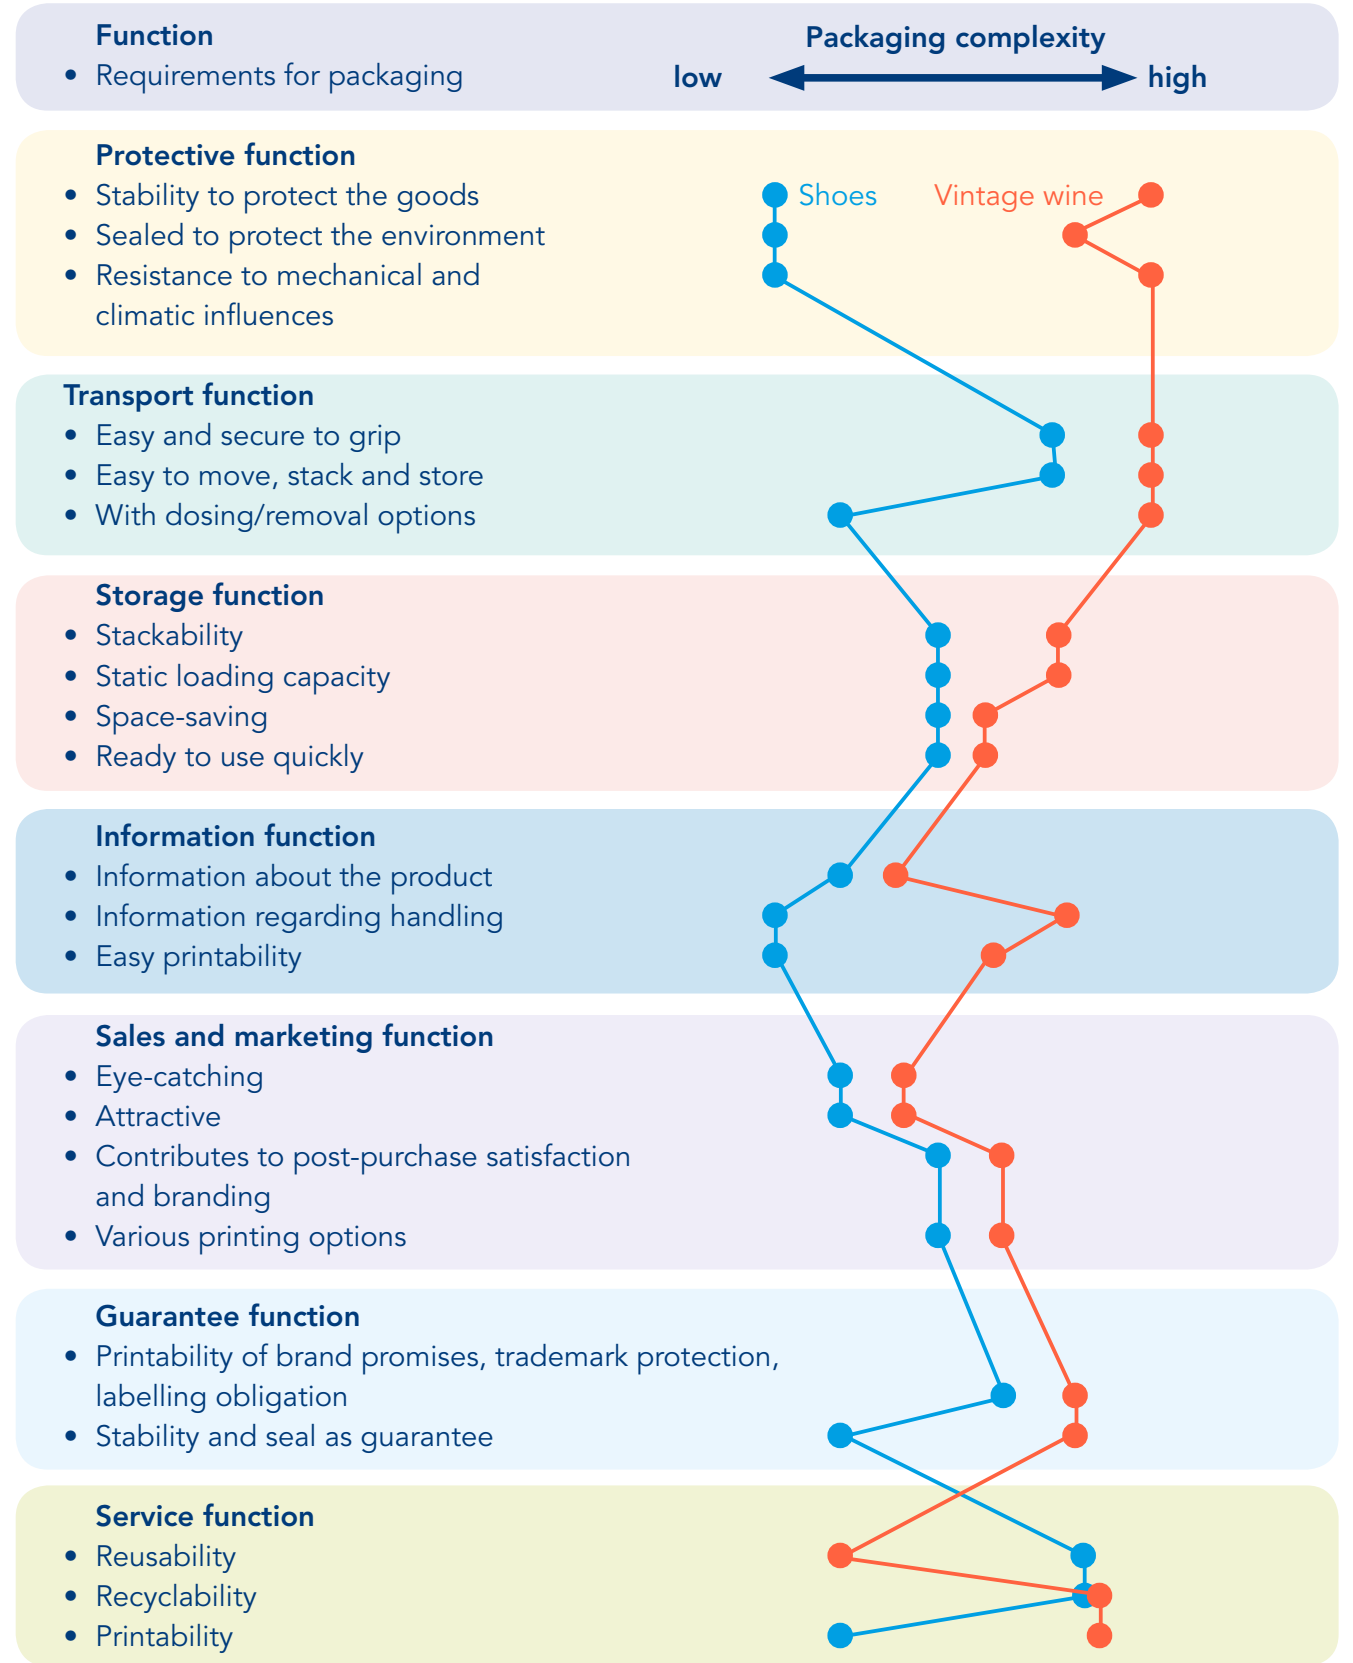 Function
Packaging complexity
• Requirements for packaging
low
high
Protective function
• Stability to protect the goods
Shoes
Vintage wine
• Sealed to protect the environment
• Resistance to mechanical and
climatic influences
Transport function
• Easy and secure to grip
• Easy to move, stack and store
• With dosing/removal options
Storage function
• Stackability
• Static loading capacity
• Space-saving
• Ready to use quickly
Information function
• Information about the product
• Information regarding handling
• Easy printability
Sales and marketing function
• Eye-catching
• Attractive
• Contributes to post-purchase satisfaction
and branding
• Various printing options
Guarantee function
• Printability of brand promises, trademark protection,
labelling obligation
• Stability and seal as guarantee
Service function
• Reusability
• Recyclability
• Printability